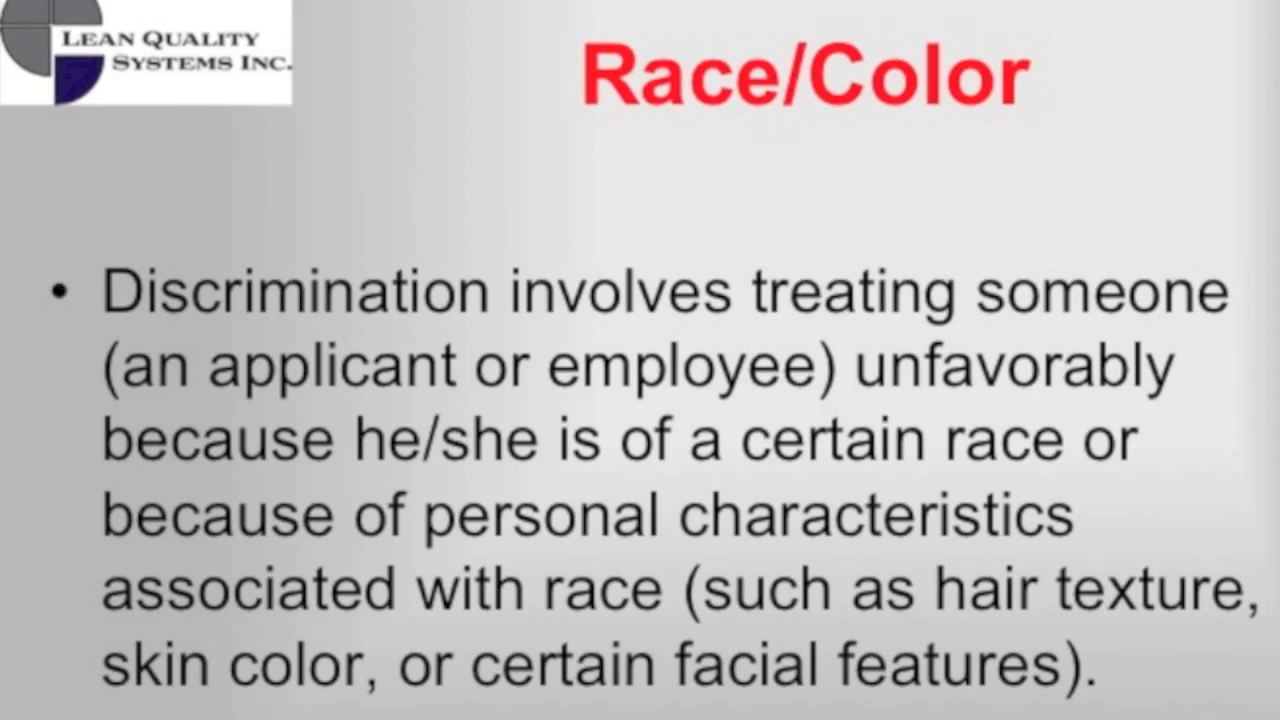 LEAN QUALITY
SYSTEMS INC.
Race/Color
• Discrimination involves treating someone
(an applicant or employee) unfavorably
because he/she is of a certain race or
because of personal characteristics
associated with race (such as hair texture,
skin color, or certain facial features).